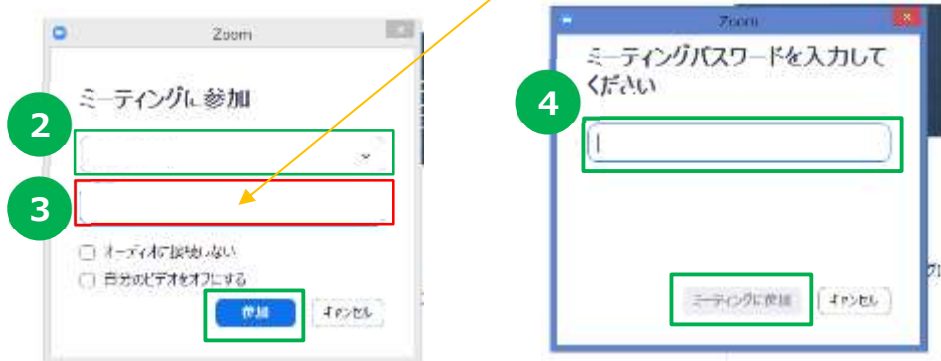 Zoom
ミーティングに参加
2
3
オーディオに接続しない
自分のビデオをオフにする
参加
キャンセル
Zoom
ミーティングパスワードを入力して
ください
4
ミーティングに参加
キャンセル